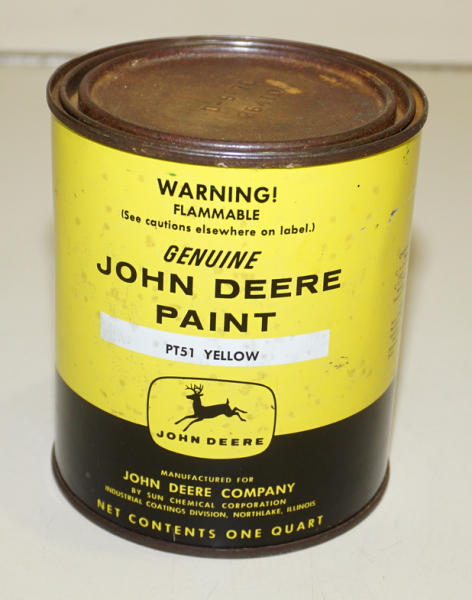 WARNING!
FLAMMABLE
(See cautions elsewhere on label.)
GENUINE
JOHN DEERE
PAINT
PT51 YELLOW
JOHN DEERE
MANUFACTURED FOR
JOHN DEERE COMPANY
BY SUN CHEMICAL CORPORATION
INDUSTRIAL COATINGS DIVISION, NORTHLAKE, ILLINOIS
NET CONTENTS ONE QUART